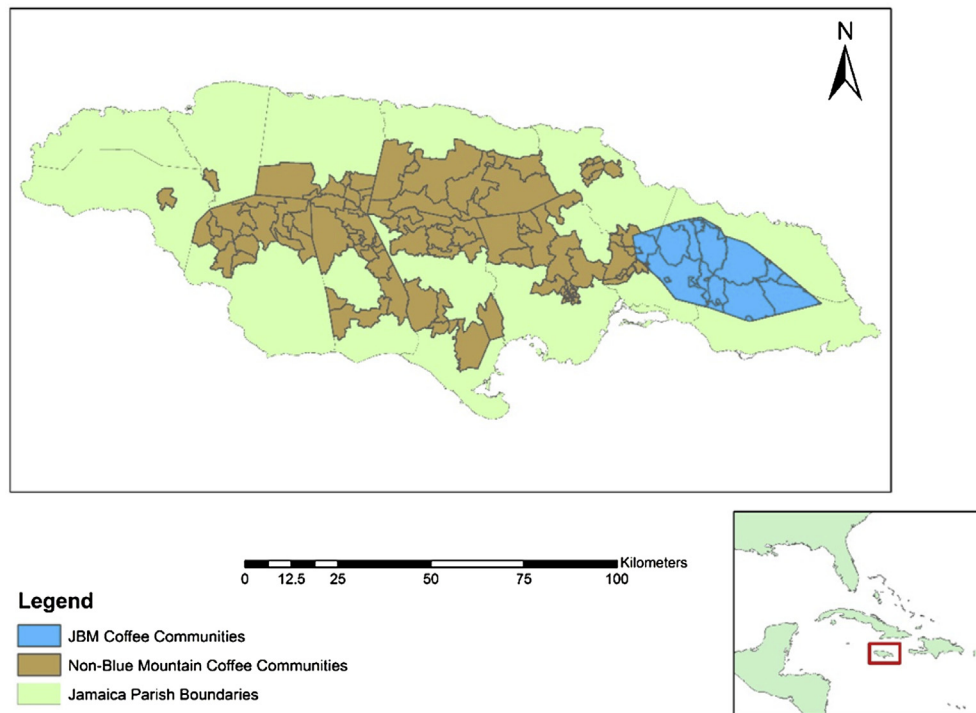 N
Kilometers
0 12.5 25 50 75 100
Legend
JBM Coffee Communities
Non-Blue Mountain Coffee Communities
Jamaica Parish Boundaries